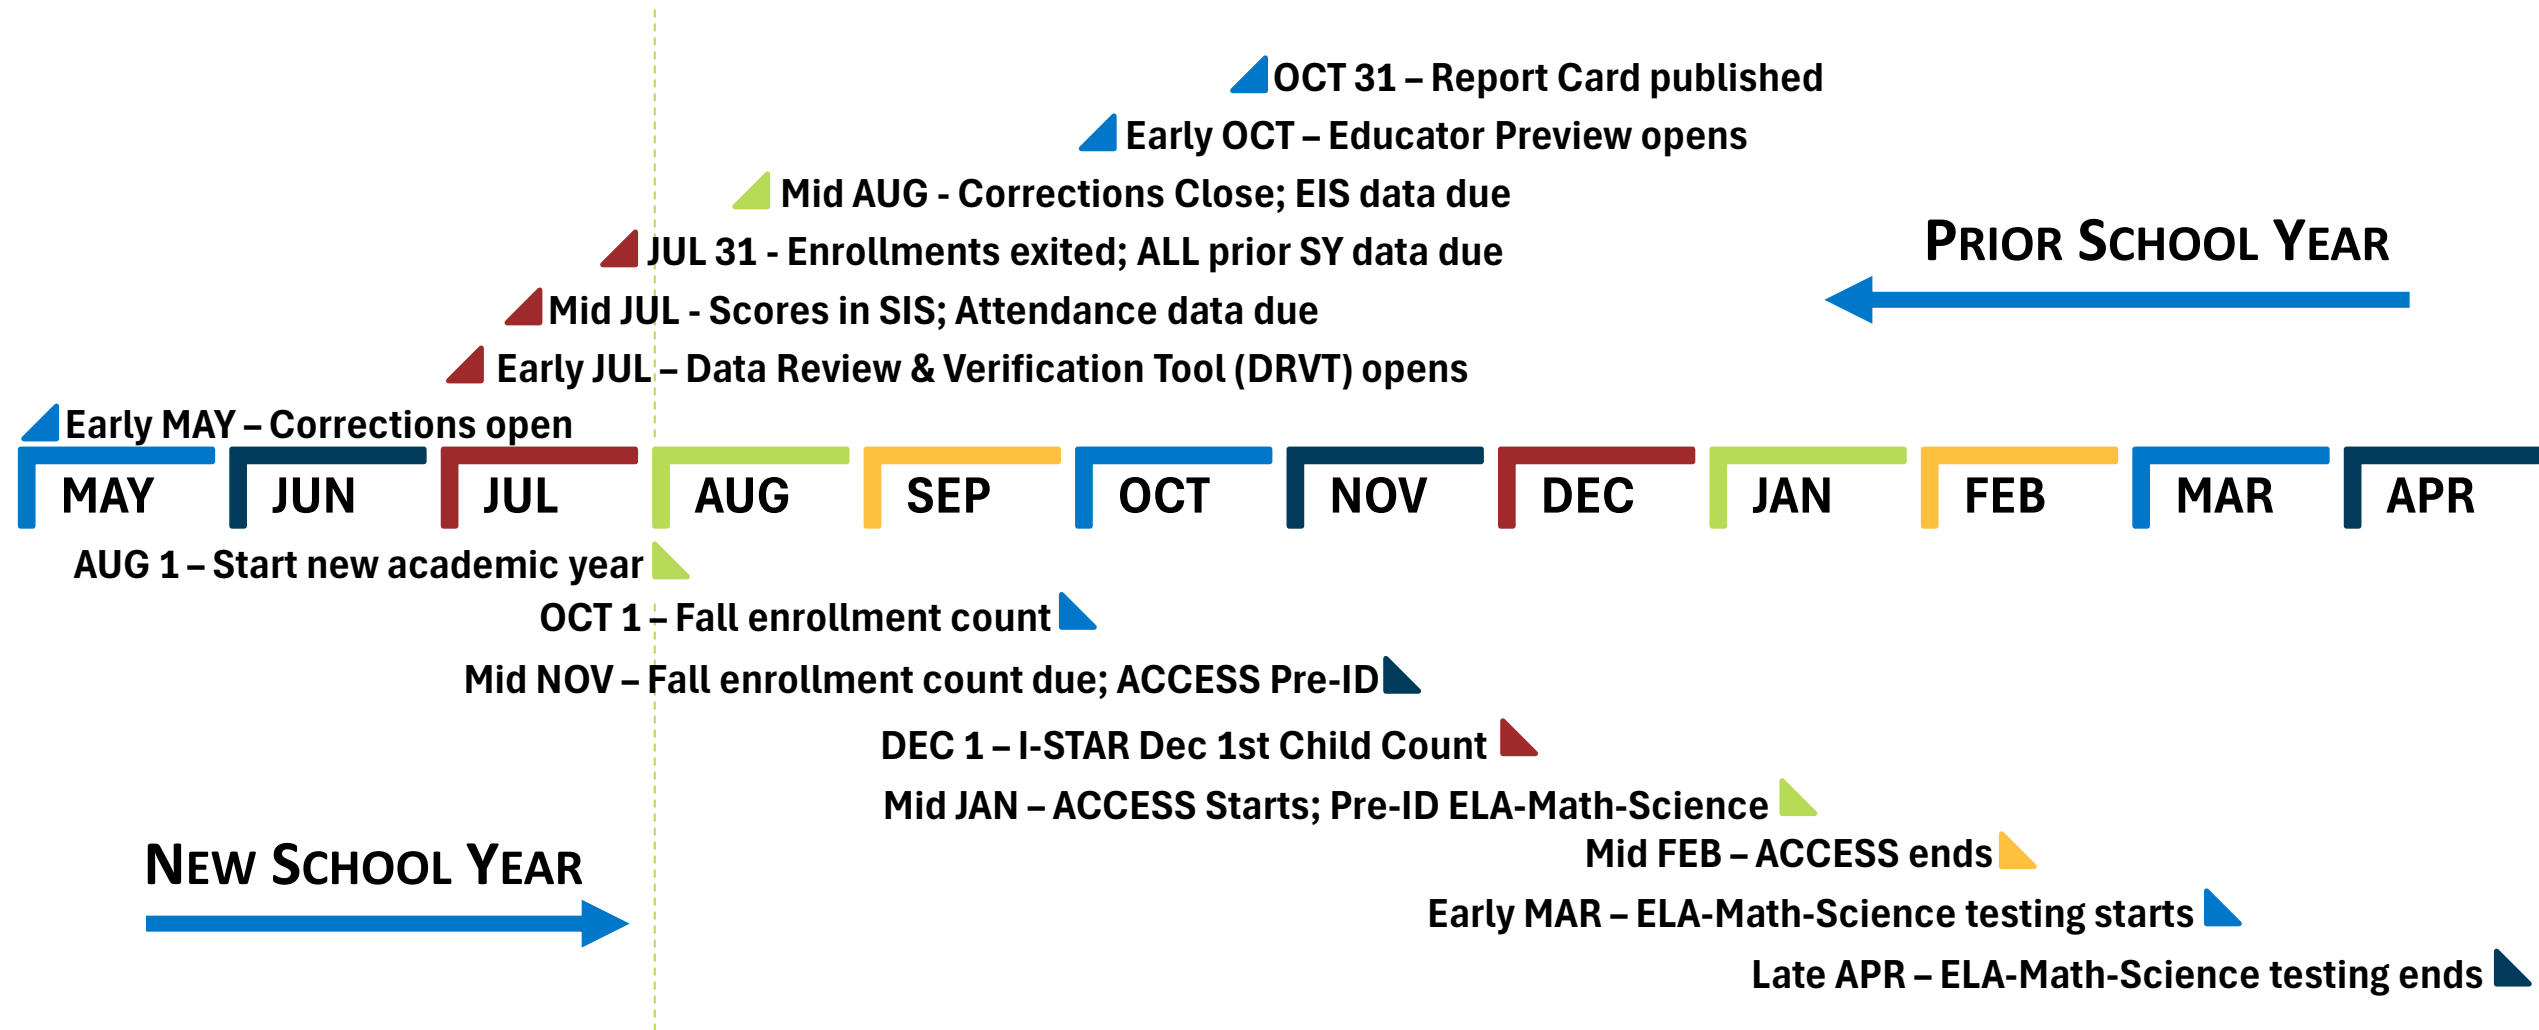 OCT 31 – Report Card published
Early OCT – Educator Preview opens
Mid AUG - Corrections Close; EIS data due
JUL 31 - Enrollments exited; ALL prior SY data due
PRIOR SCHOOL YEAR
Mid JUL - Scores in SIS; Attendance data due
Early JUL – Data Review & Verification Tool (DRVT) opens
Early MAY – Corrections open
MAY JUN JUL AUG SEP OCT NOV DEC JAN FEB MAR APR
AUG 1 – Start new academic year
OCT 1 – Fall enrollment count
Mid NOV – Fall enrollment count due; ACCESS Pre-ID
DEC 1 – I-STAR Dec 1st Child Count
Mid JAN – ACCESS Starts; Pre-ID ELA-Math-Science
Mid FEB – ACCESS ends
NEW SCHOOL YEAR
Early MAR – ELA-Math-Science testing starts
Late APR – ELA-Math-Science testing ends